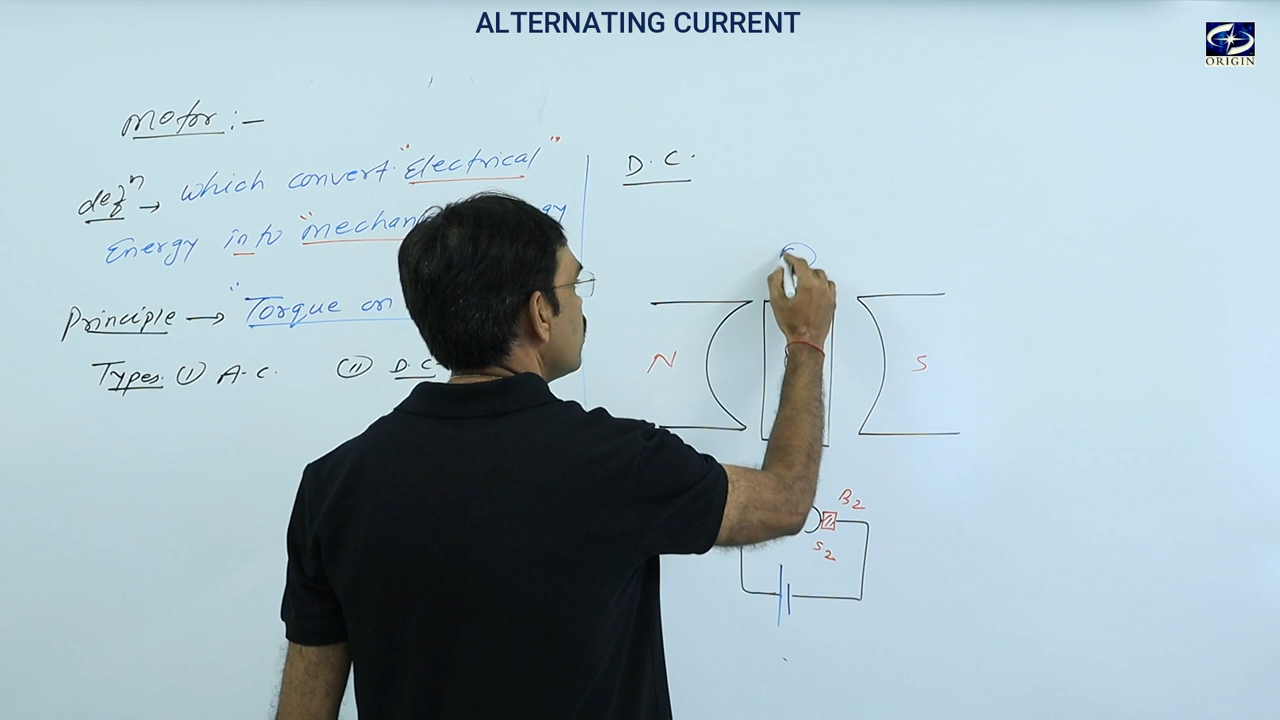 ALTERNATING CURRENT
ORIGIN
motor :-
defn → which convert "Electrical"
Energy into "mechan
Principle → "Torque on
Types (i) A.C. (ii) D.C
D.C.
N
S
B2
S2